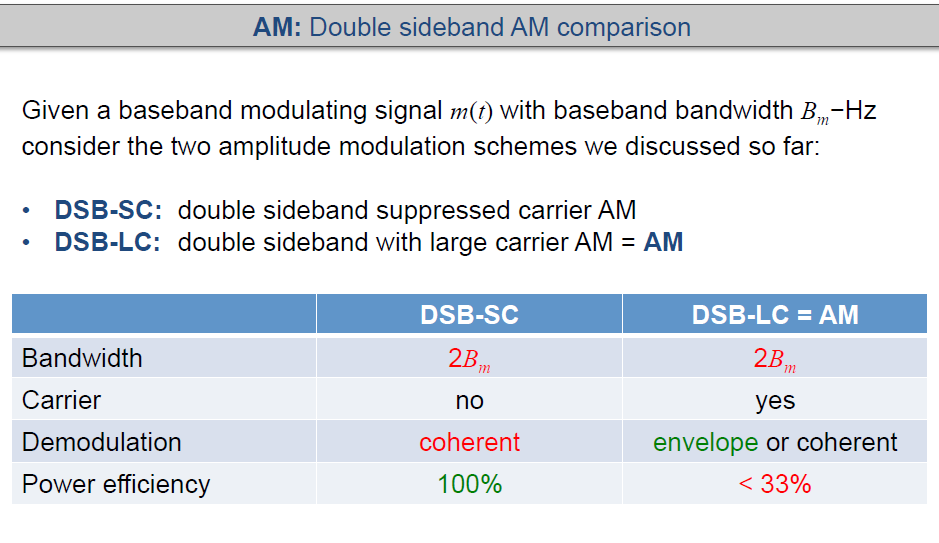 AM: Double sideband AM comparison
Given a baseband modulating signal m(t) with baseband bandwidth Bm−Hz
consider the two amplitude modulation schemes we discussed so far:
• DSB-SC: double sideband suppressed carrier AM
• DSB-LC: double sideband with large carrier AM = AM
DSB-SC DSB-LC = AM
Bandwidth 2Bm 2Bm
Carrier no yes
Demodulation coherent envelope or coherent
Power efficiency 100% < 33%